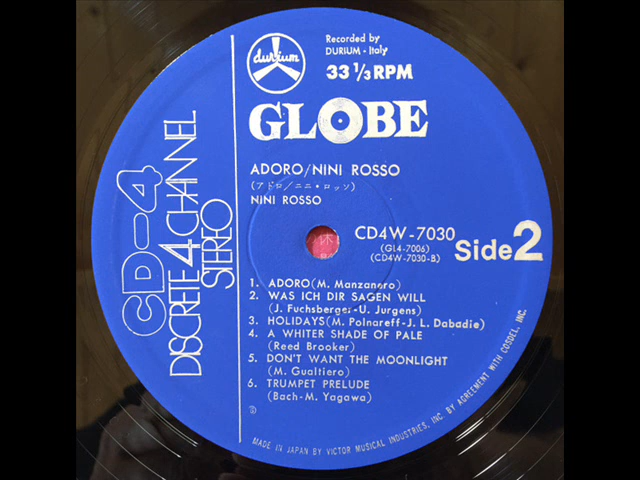 durium
Recorded by
DURIUM - Italy
33 1/3 RPM
GLOBE
ADORO/NINI ROSSO
(アドロ/ニニ・ロッソ)
NINI ROSSO
CD-4
DISCRETE 4 CHANNEL
STEREO
CD4W-7030
(GL4-7006)
(CD4W-7030-B)
Side 2
1. ADORO(M. Manzanero)
2. WAS ICH DIR SAGEN WILL
(J. Fuchsberger-U. Jurgens)
3. HOLIDAYS(M. Polnareff-J. L. Dabadie)
4. A WHITER SHADE OF PALE
(Reed Brooker)
5. DON'T WANT THE MOONLIGHT
(M. Gualtiero)
6. TRUMPET PRELUDE
(Bach-M. Yagawa)
Ⓟ
MADE IN JAPAN BY VICTOR MUSICAL INDUSTRIES, INC. BY AGREEMENT WITH COSDEL, INC.